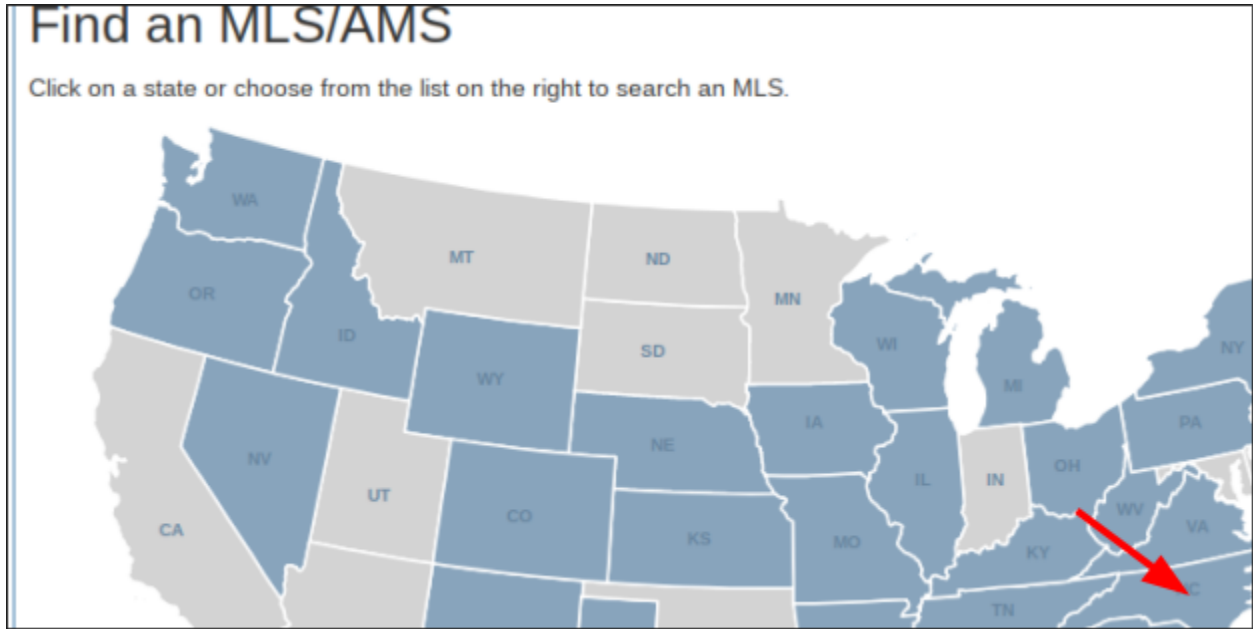 Find an MLS/AMS
Click on a state or choose from the list on the right to search an MLS.
WA
MT
ND
MN
OR
ID
SD
WI
NY
WY
MI
IA
PA
NE
NV
UT
CO
IL
IN
OH
CA
KS
MO
WV
VA
KY
TN